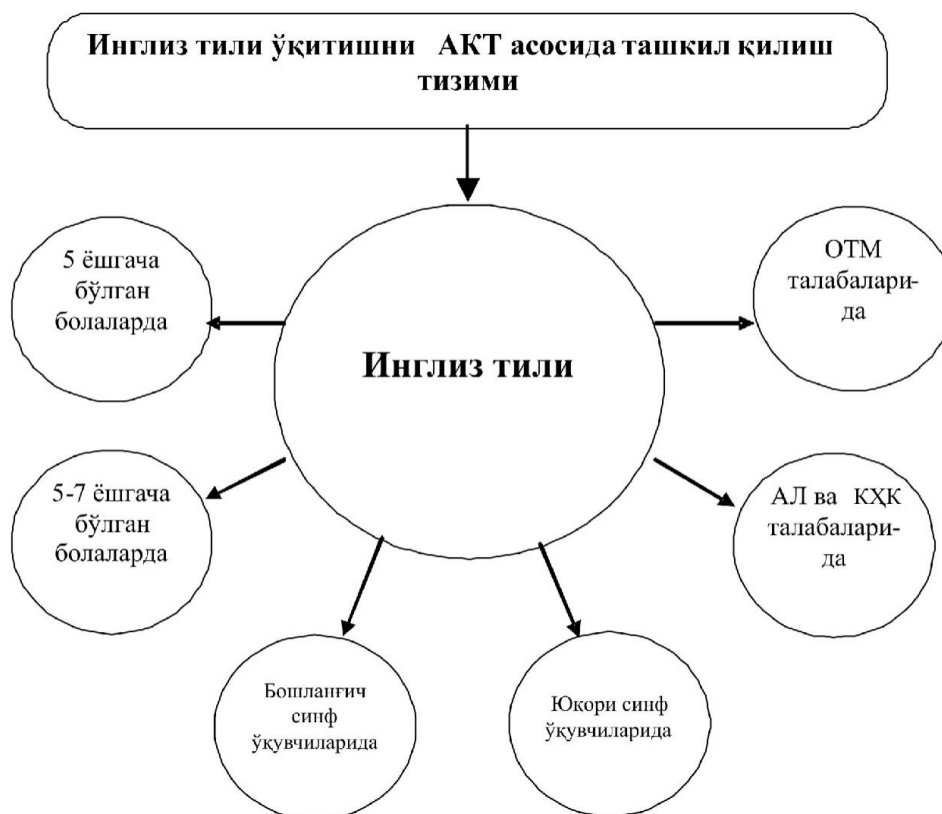 Инглиз тили ўқитишни АКТ асосида ташкил қилиш
тизими
5 ёшгача
бўлган
болаларда
ОТМ
талабалари-
да
Инглиз тили
5-7 ёшгача
бўлган
болаларда
АЛ ва КҲК
талабалари-
да
Бошланғич
синф
ўқувчиларида
Юкори синф
ўқувчиларида